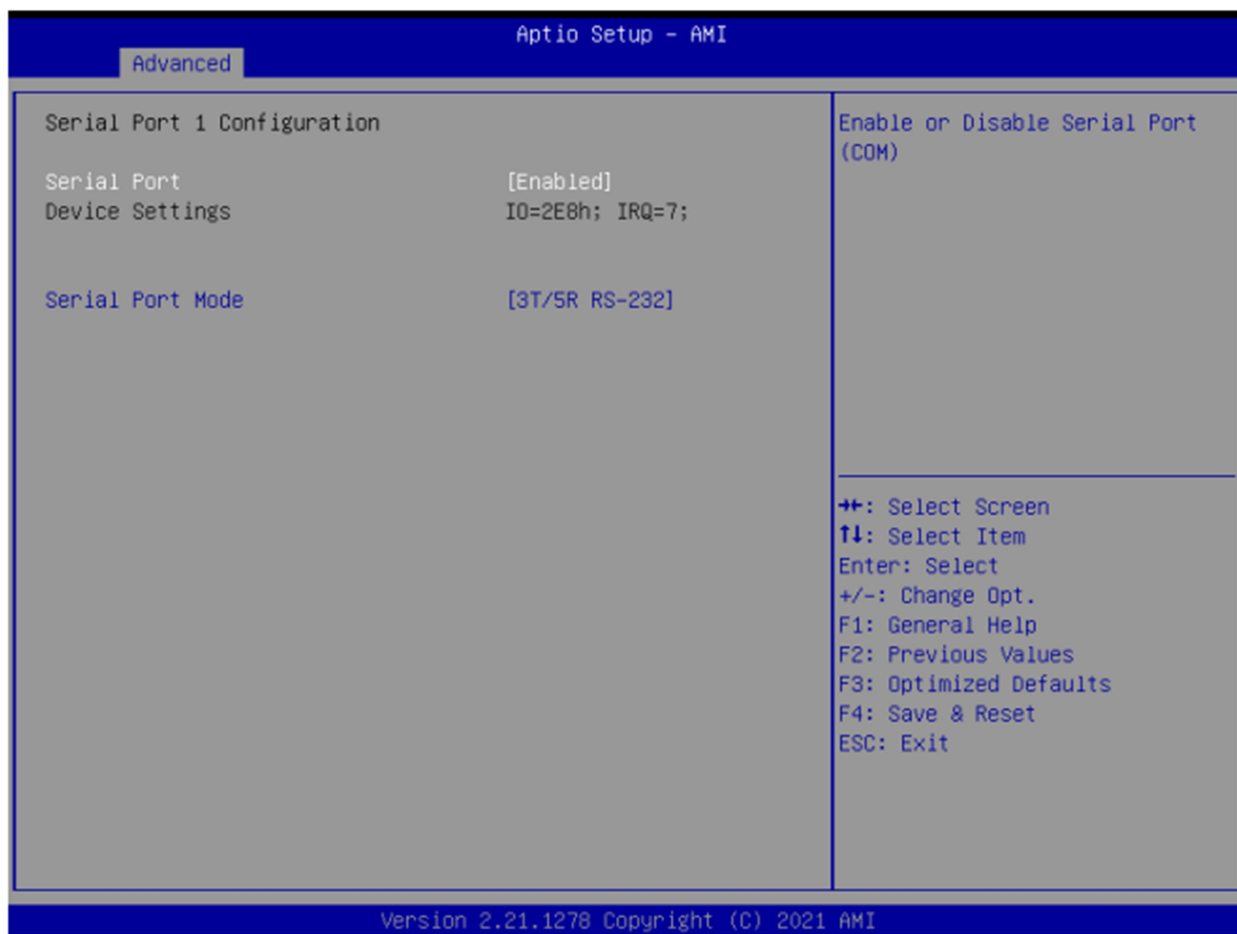 Aptio Setup - AMI
Advanced
Serial Port 1 Configuration
Serial Port [Enabled]
Device Settings IO=2E8h; IRQ=7;
Serial Port Mode [3T/5R RS-232]
Enable or Disable Serial Port
(COM)
→←: Select Screen
↑↓: Select Item
Enter: Select
+/-: Change Opt.
F1: General Help
F2: Previous Values
F3: Optimized Defaults
F4: Save & Reset
ESC: Exit
Version 2.21.1278 Copyright (C) 2021 AMI